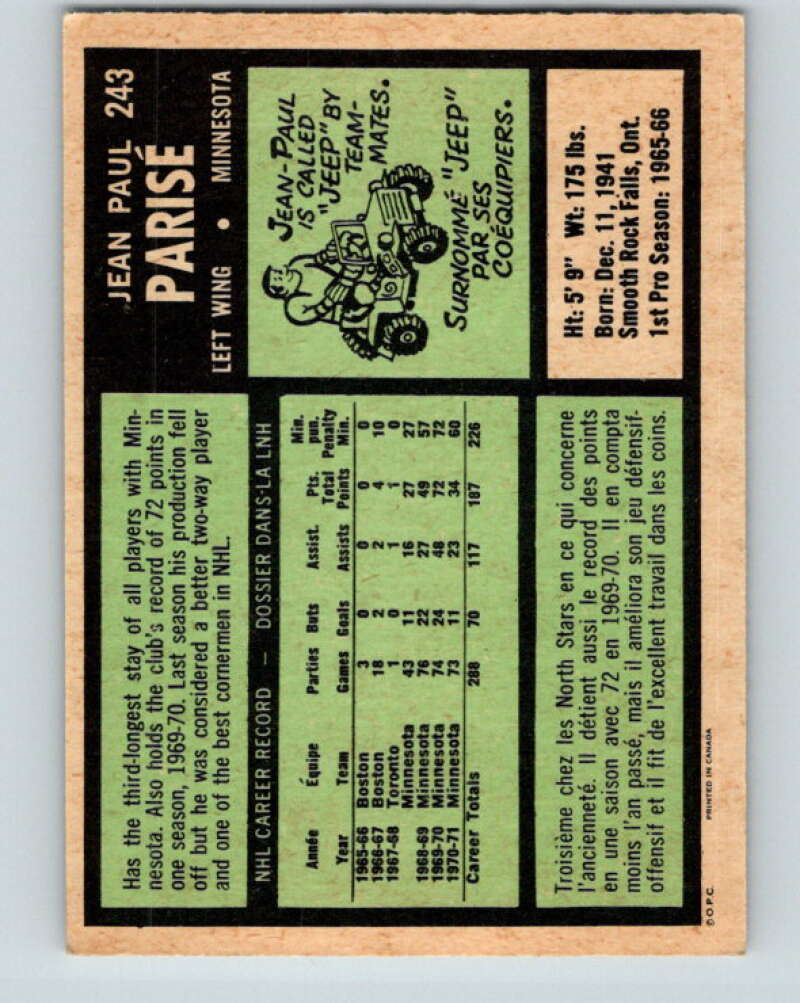 JEAN PAUL 243
PARISÉ
LEFT WING • MINNESOTA
Has the third-longest stay of all players with Min-
nesota. Also holds the club's record of 72 points in
one season, 1969-70. Last season his production fell
off but he was considered a better two-way player
and one of the best cornermen in NHL.
JEAN-PAUL
IS CALLED
"JEEP" BY
TEAM-
MATES.
SURNOMMÉ "JEEP"
PAR SES
COÉQUIPIERS.
NHL CAREER RECORD — DOSSIER DANS LA LNH
Année Équipe Parties Buts Assist. Pts. Total Min. pun.
Year Team Games Goals Assists Points Penalty Min.
1965-66 Boston 3 0 0 0 0
1966-67 Boston 18 2 2 4 10
1967-68 Toronto 1 0 1 1 0
Minnesota 43 11 16 27 27
1968-69 Minnesota 76 22 27 49 57
1969-70 Minnesota 74 24 48 72 72
1970-71 Minnesota 73 11 23 34 60
Career Totals 288 70 117 187 226
Ht: 5' 9" Wt: 175 lbs.
Born: Dec. 11, 1941
Smooth Rock Falls, Ont.
1st Pro Season: 1965-66
Troisième chez les North Stars en ce qui concerne
l'ancienneté. Il détient aussi le record des points
en une saison avec 72 en 1969-70. Il en compta
moins l'an passé, mais il améliora son jeu défensif-
offensif et il fit de l'excellent travail dans les coins.
© O.P.C. PRINTED IN CANADA